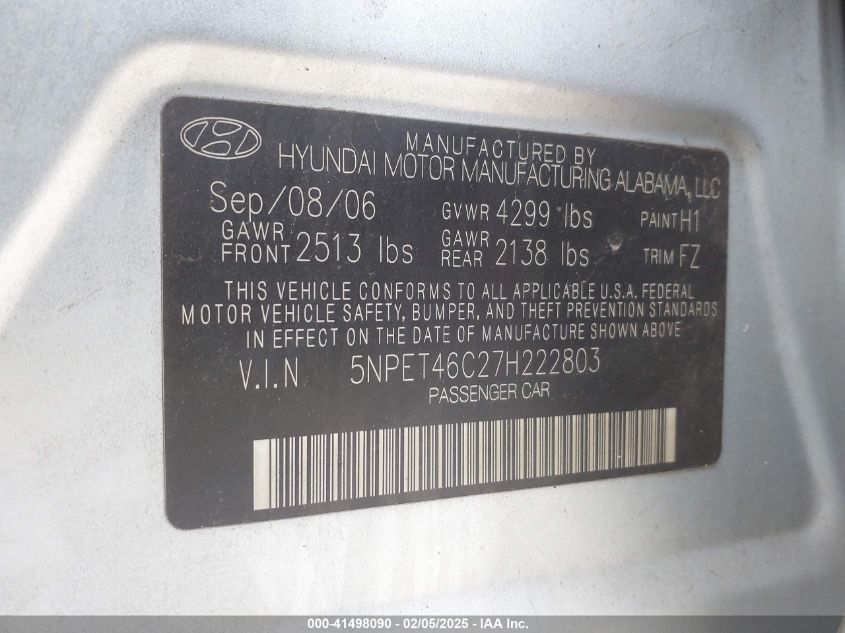 MANUFACTURED BY
HYUNDAI MOTOR MANUFACTURING ALABAMA, LLC
Sep/08/06 GVWR 4299 lbs PAINT H1
GAWR FRONT 2513 lbs GAWR REAR 2138 lbs TRIM FZ
THIS VEHICLE CONFORMS TO ALL APPLICABLE U.S.A. FEDERAL
MOTOR VEHICLE SAFETY, BUMPER, AND THEFT PREVENTION STANDARDS
IN EFFECT ON THE DATE OF MANUFACTURE SHOWN ABOVE
V.I.N 5NPET46C27H222803
PASSENGER CAR
000-41498090 - 02/05/2025 - IAA Inc.